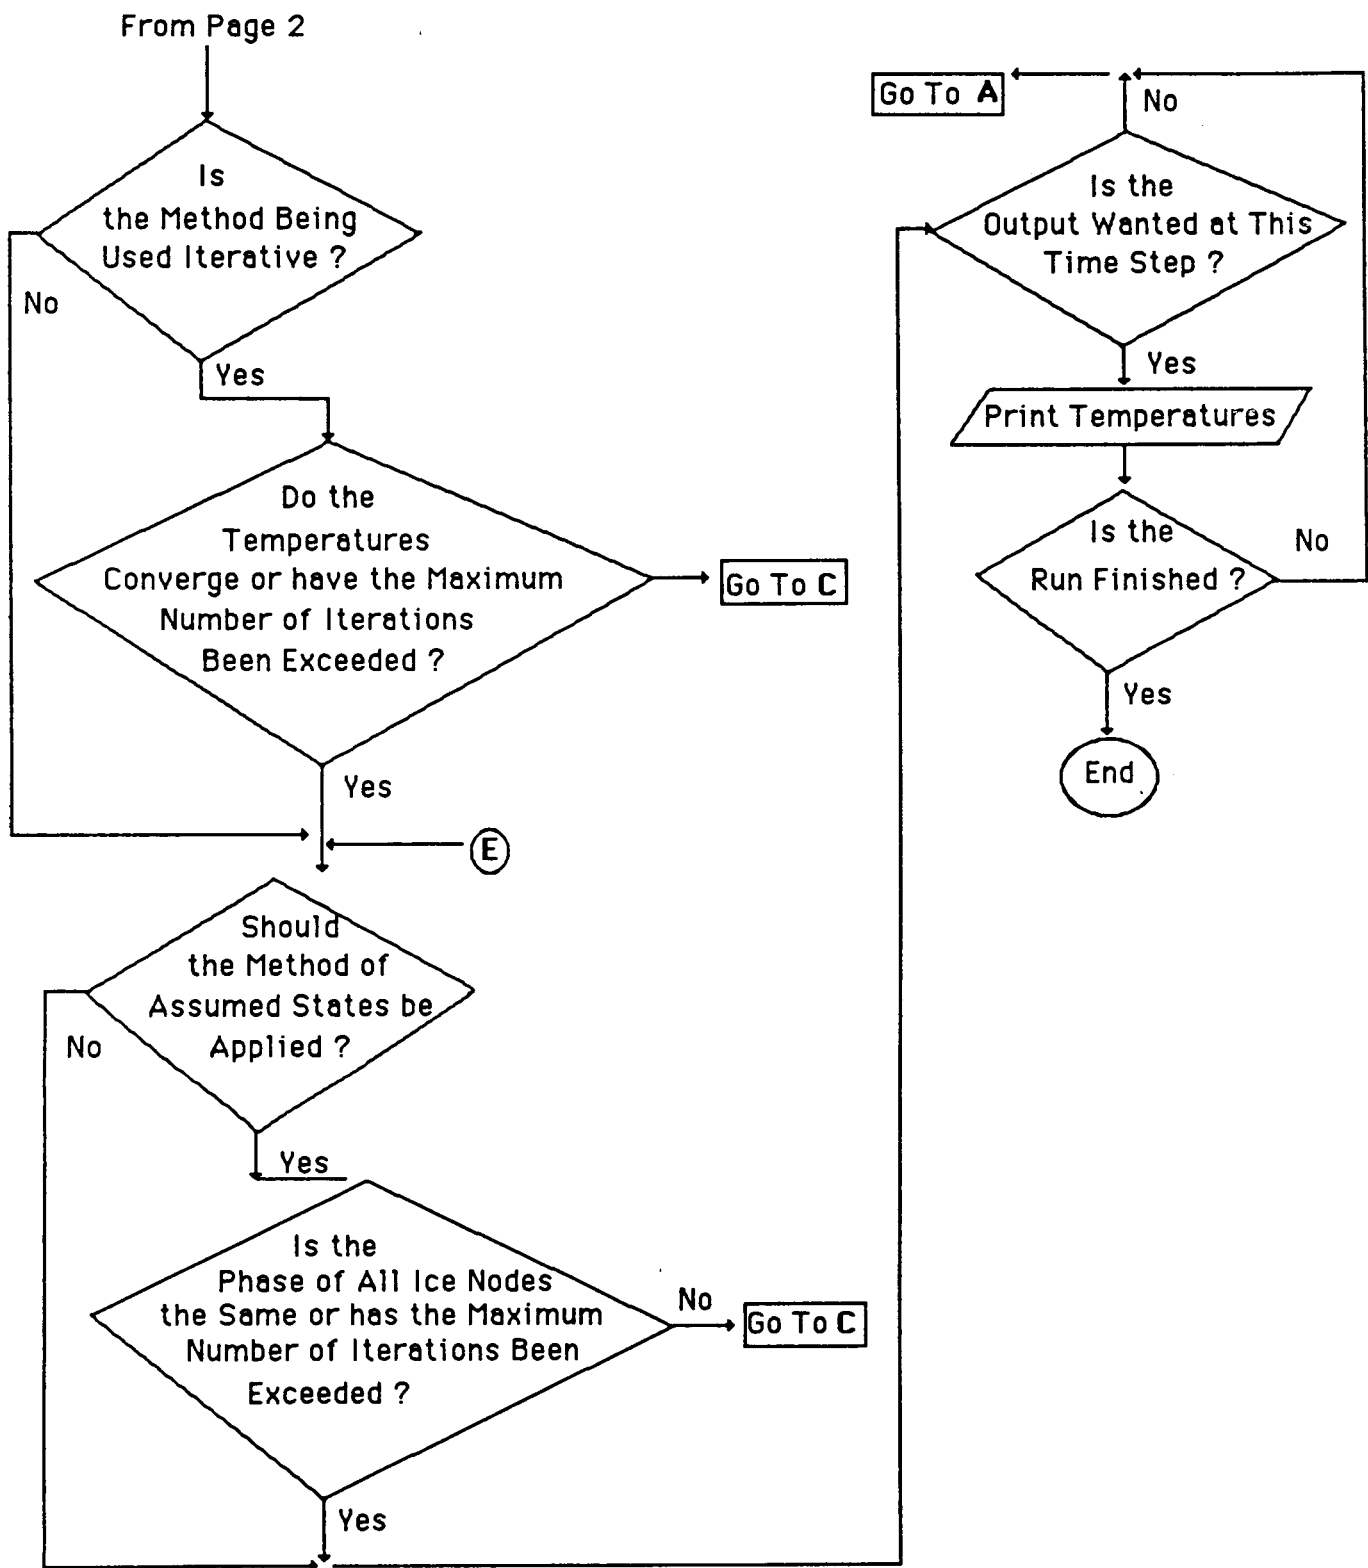 From Page 2
Is
the Method Being
Used Iterative ?
No
Yes
Do the
Temperatures
Converge or have the Maximum
Number of Iterations
Been Exceeded ?
Go To C
Yes
E
Should
the Method of
Assumed States be
Applied ?
No
Yes
Is the
Phase of All Ice Nodes
the Same or has the Maximum
Number of Iterations Been
Exceeded ?
No
Go To C
Yes
Go To A
No
Is the
Output Wanted at This
Time Step ?
Yes
Print Temperatures
Is the
Run Finished ?
No
Yes
End